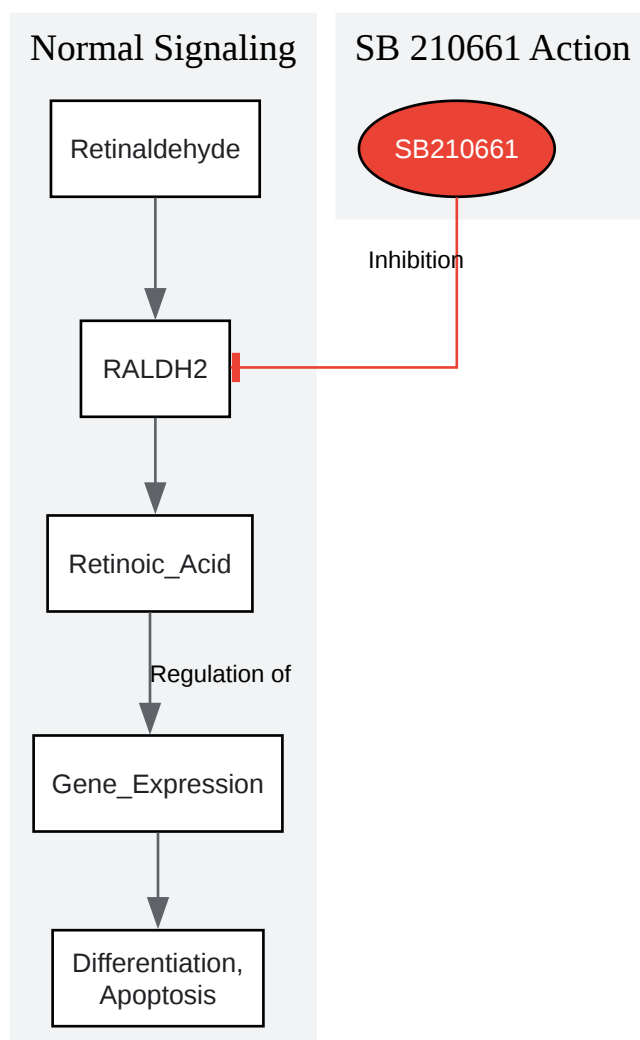 Normal Signaling
SB 210661 Action
Retinaldehyde
SB210661
Inhibition
RALDH2
Retinoic_Acid
Regulation of
Gene_Expression
Differentiation,
Apoptosis